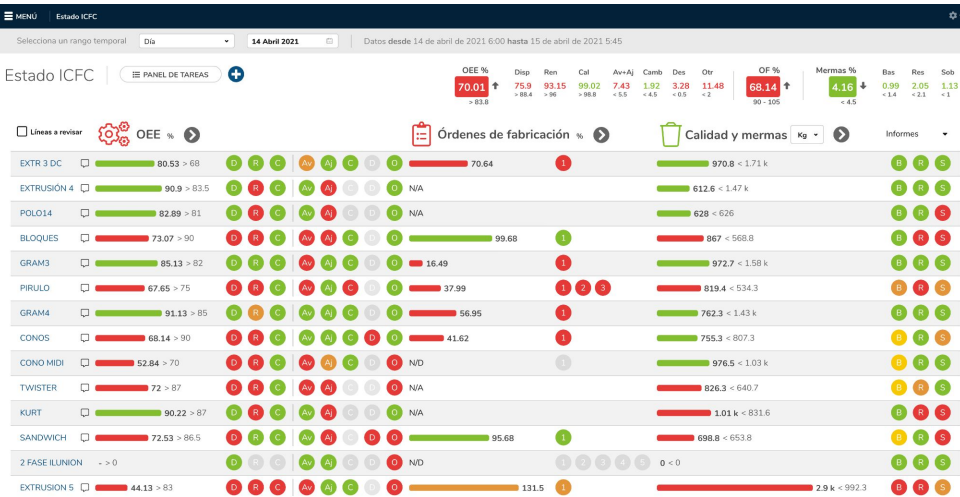 MENÚ Estado ICFC
Selecciona un rango temporal Día 14 Abril 2021 Datos desde 14 de abril de 2021 6:00 hasta 15 de abril de 2021 5:45
Estado ICFC PANEL DE TAREAS
OEE % Disp Ren Cal Av+Aj Camb Des Otr OF % Mermas % Bas Res Sob
70.01 75.9 93.15 99.02 7.43 1.92 3.28 11.48 68.14 4.16 0.99 2.05 1.13
> 83.8 > 88.4 > 96 > 98.8 < 5.5 < 4.5 < 0.5 < 2 90 - 105 < 4.5 < 1.4 < 2.1 < 1
Líneas a revisar OEE % Órdenes de fabricación % Calidad y mermas Kg Informes
EXTR 3 DC 80.53 > 68 D R C Av Aj C D O 70.64 1 970.8 < 1.71 k B R S
EXTRUSIÓN 4 90.9 > 83.5 D R C Av Aj C D O N/A 612.6 < 1.47 k B R S
POLO14 82.89 > 81 D R C Av Aj C D O N/A 628 < 626 B R S
BLOQUES 73.07 > 90 D R C Av Aj C D O 99.68 1 867 < 568.8 B R S
GRAM3 85.13 > 82 D R C Av Aj C D O 16.49 1 972.7 < 1.58 k B R S
PIRULO 67.65 > 75 D R C Av Aj C D O 37.99 1 2 3 819.4 < 534.3 B R S
GRAM4 91.13 > 85 D R C Av Aj C D O 56.95 1 762.3 < 1.43 k B R S
CONOS 68.14 > 90 D R C Av Aj C D O 41.62 1 755.3 < 807.3 B R S
CONO MIDI 52.84 > 70 D R C Av Aj C D O N/D 1 976.5 < 1.03 k B R S
TWISTER 72 > 87 D R C Av Aj C D O N/A 826.3 < 640.7 B R S
KURT 90.22 > 87 D R C Av Aj C D O N/A 1.01 k < 831.6 B R S
SANDWICH 72.53 > 86.5 D R C Av Aj C D O 95.68 1 698.8 < 653.8 B R S
2 FASE ILUNION - > 0 D R C Av Aj C D O N/D 1 2 3 4 5 0 < 0 B R S
EXTRUSION 5 44.13 > 83 D R C Av Aj C D O 131.5 1 2.9 k < 992.3 B R S